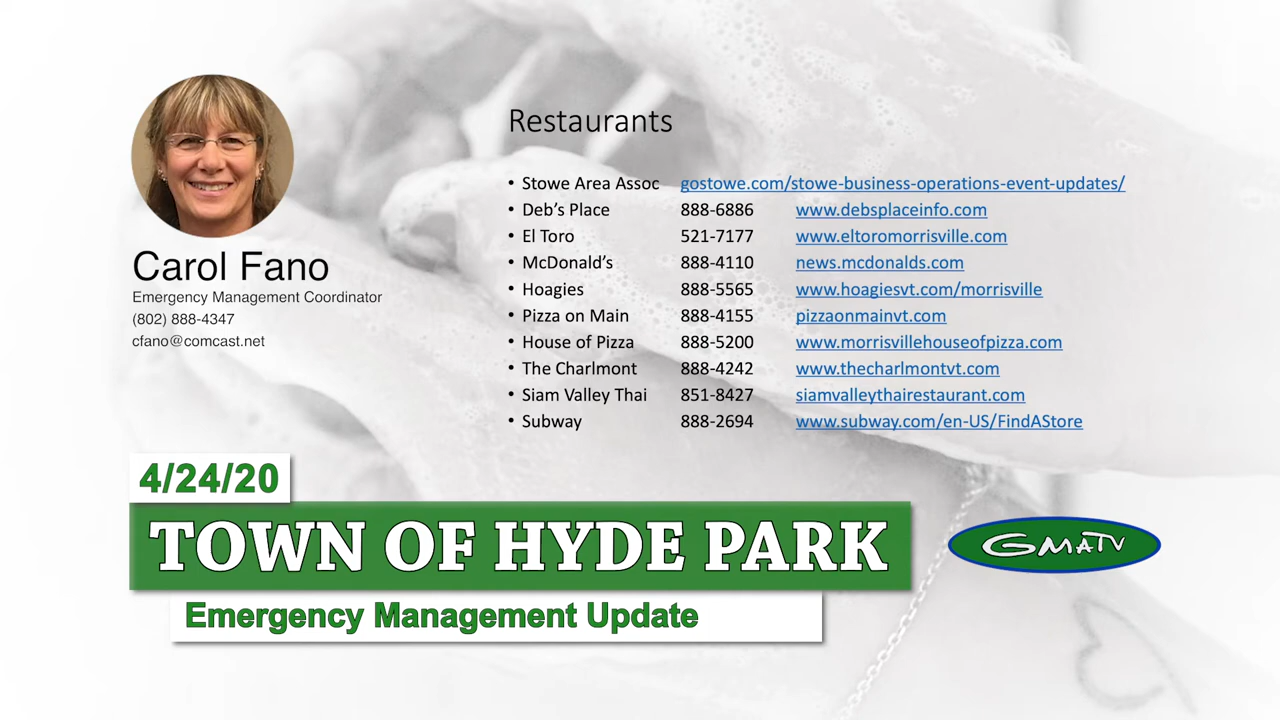 Carol Fano
Emergency Management Coordinator
(802) 888-4347
cfano@comcast.net
Restaurants
• Stowe Area Assoc gostowe.com/stowe-business-operations-event-updates/
• Deb's Place 888-6886 www.debsplaceinfo.com
• El Toro 521-7177 www.eltoromorrisville.com
• McDonald's 888-4110 news.mcdonalds.com
• Hoagies 888-5565 www.hoagiesvt.com/morrisville
• Pizza on Main 888-4155 pizzaonmainvt.com
• House of Pizza 888-5200 www.morrisvillehouseofpizza.com
• The Charlmont 888-4242 www.thecharlmontvt.com
• Siam Valley Thai 851-8427 siamvalleythairestaurant.com
• Subway 888-2694 www.subway.com/en-US/FindAStore
4/24/20
TOWN OF HYDE PARK
GMATV
Emergency Management Update